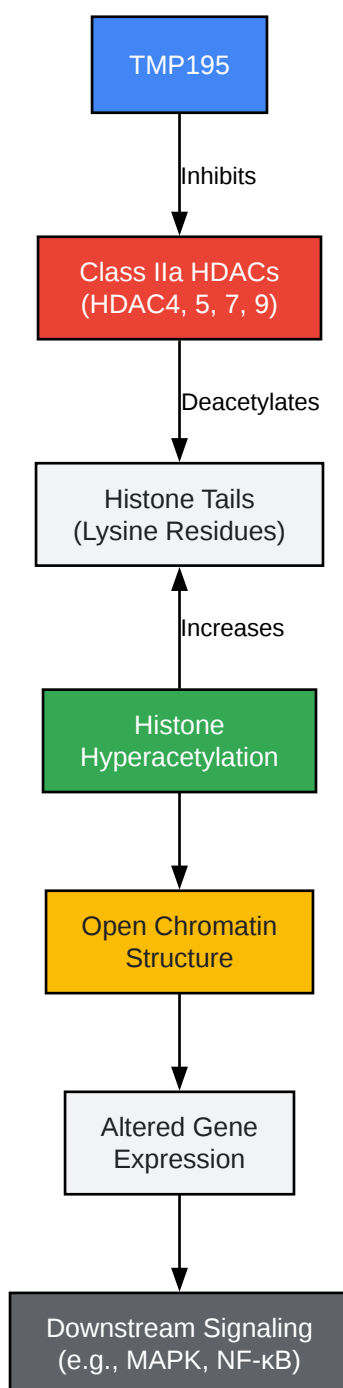 TMP195
Inhibits
Class IIa HDACs
(HDAC4, 5, 7, 9)
Deacetylates
Histone Tails
(Lysine Residues)
Increases
Histone
Hyperacetylation
Open Chromatin
Structure
Altered Gene
Expression
Downstream Signaling
(e.g., MAPK, NF-κB)